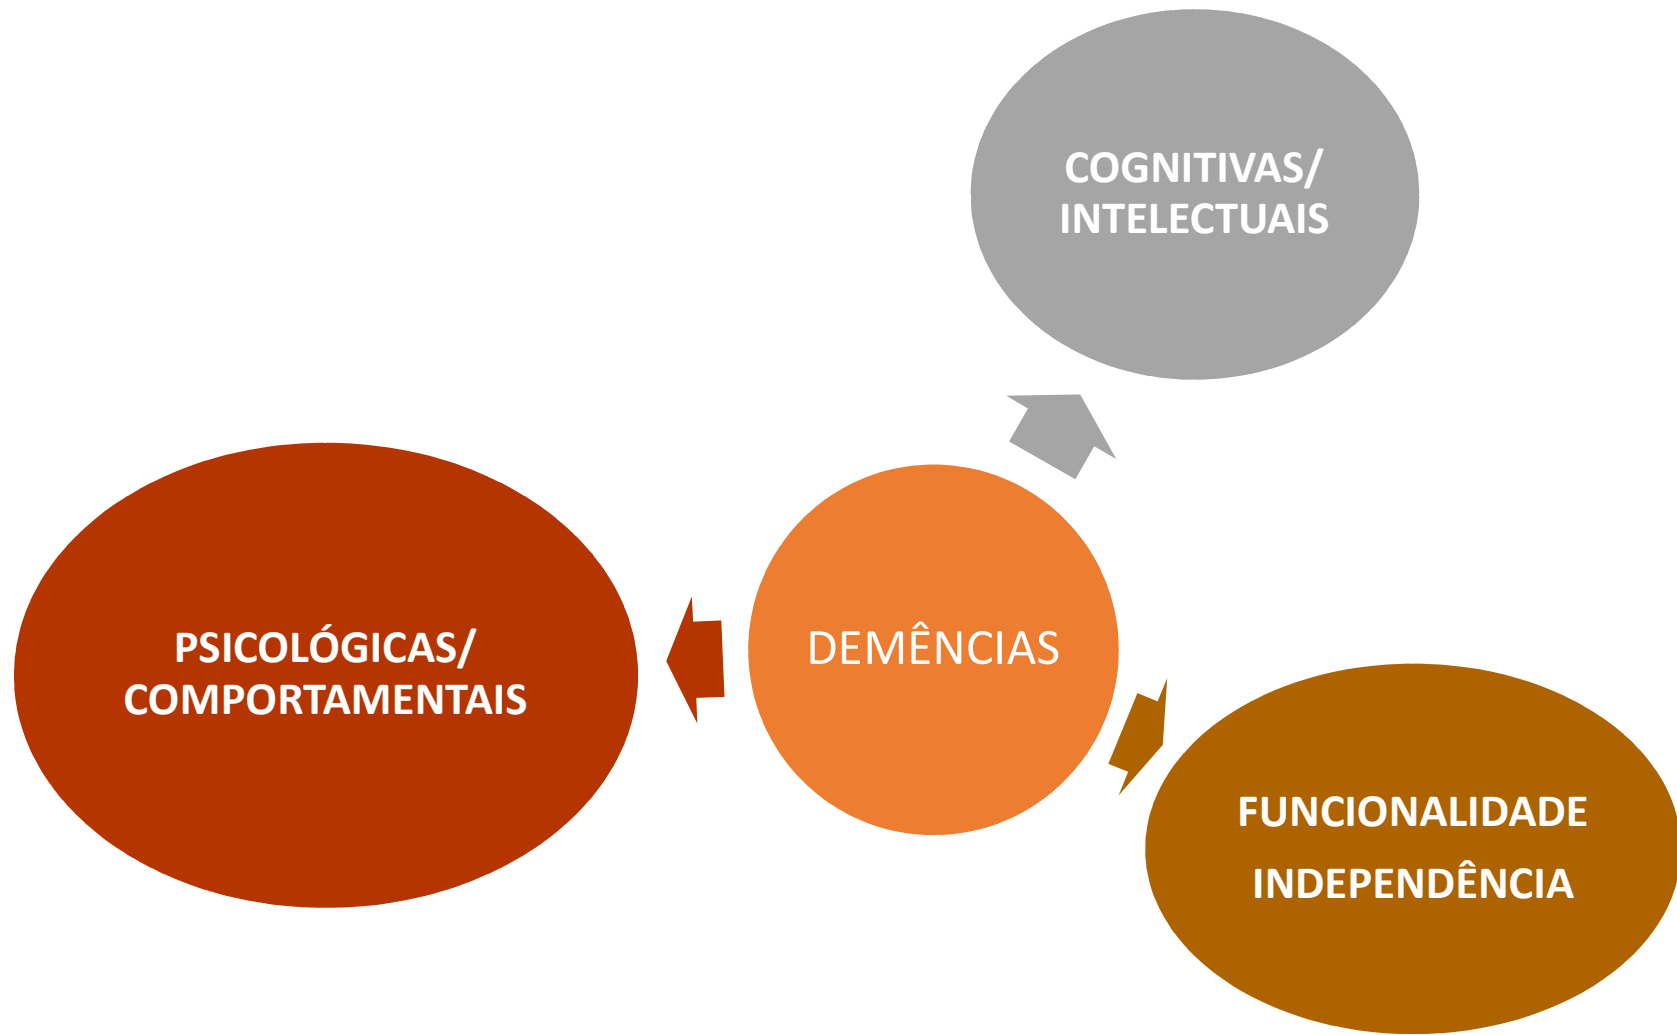 COGNITIVAS/
INTELECTUAIS
PSICOLÓGICAS/
COMPORTAMENTAIS
DEMÊNCIAS
FUNCIONALIDADE
INDEPENDÊNCIA